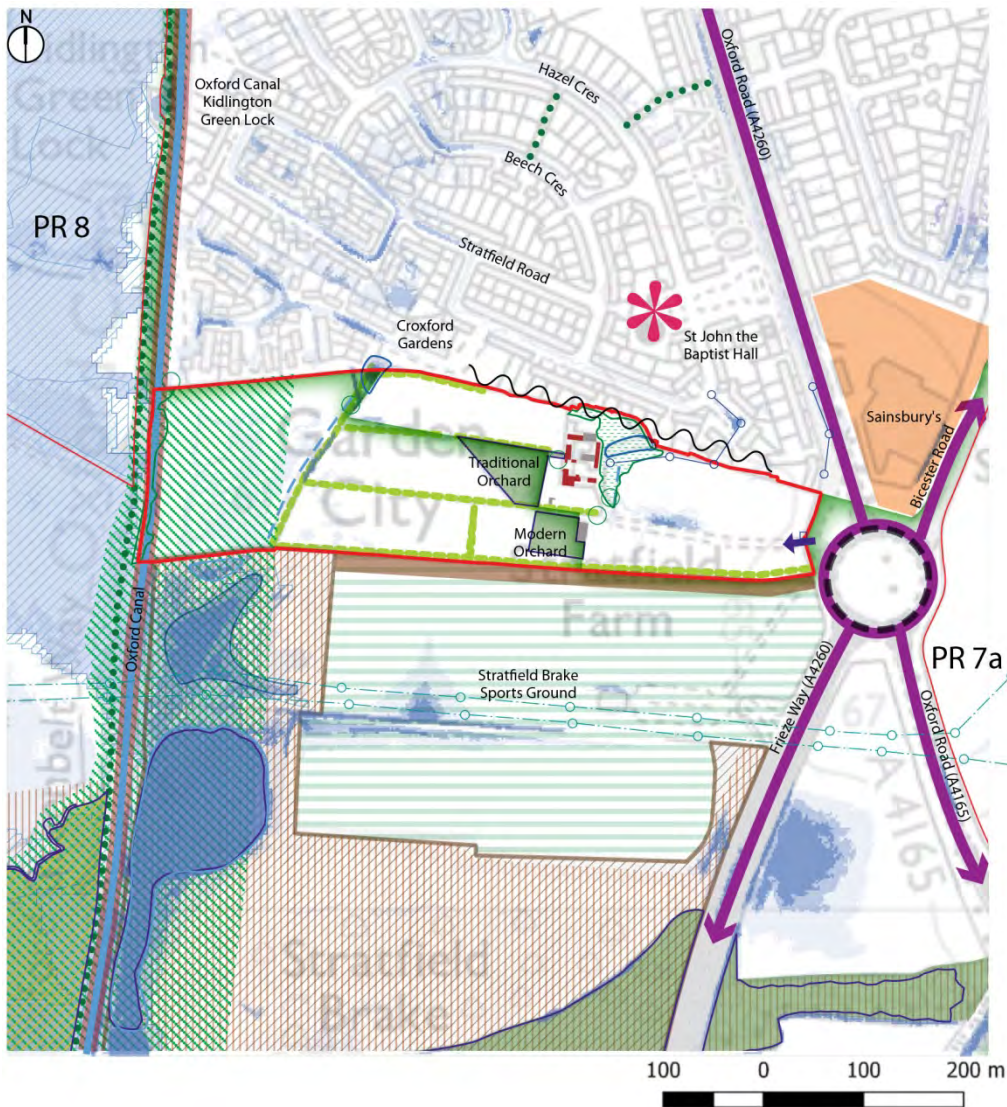 N
Oxford Canal
Kidlington
Green Lock
Hazel Cres
Oxford Road (A4260)
Beech Cres
PR 8
Stratfield Road
Croxford
Gardens
St John the
Baptist Hall
Sainsbury's
Bicester Road
Garden
City
Traditional
Orchard
Modern
Orchard
Stratfield
Farm
Oxford Canal
Stratfield Brake
Sports Ground
Frieze Way (A4260)
PR 7a
Oxford Road (A4165)
A 4165
Stratfield
Brake
100 0 100 200 m